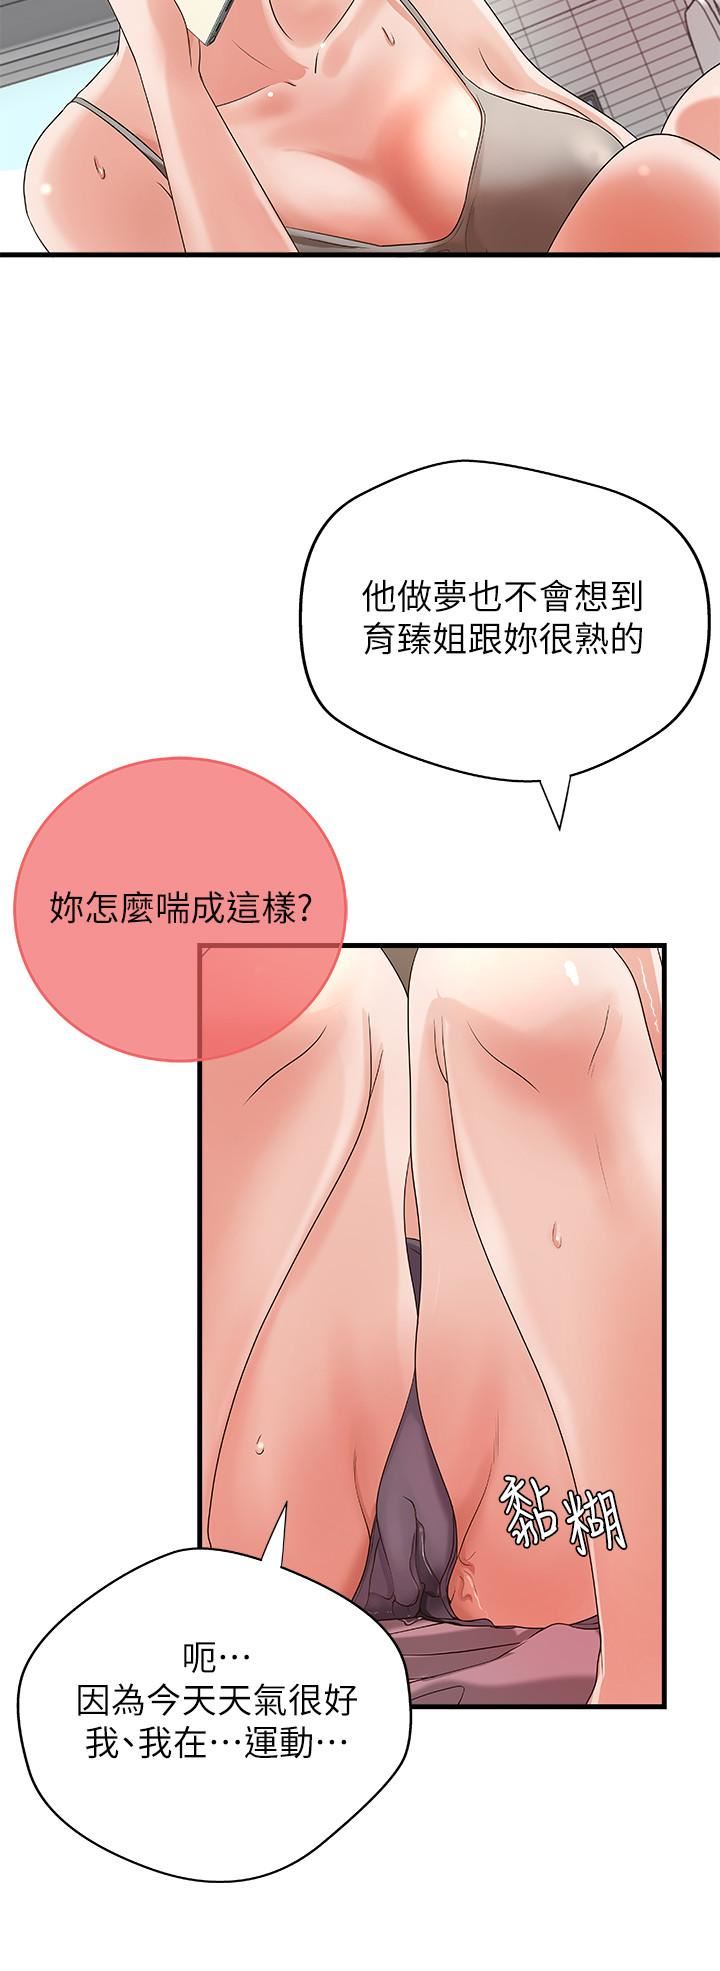 他做夢也不會想到
育臻姐跟妳很熟的
妳怎麼喘成這樣?
黏糊
呃⋯
因為今天天氣很好
我、我在⋯運動⋯